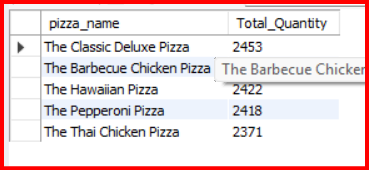 pizza_name Total_Quantity
The Classic Deluxe Pizza 2453
The Barbecue Chicken Pizza The Barbecue Chicken
The Hawaiian Pizza 2422
The Pepperoni Pizza 2418
The Thai Chicken Pizza 2371